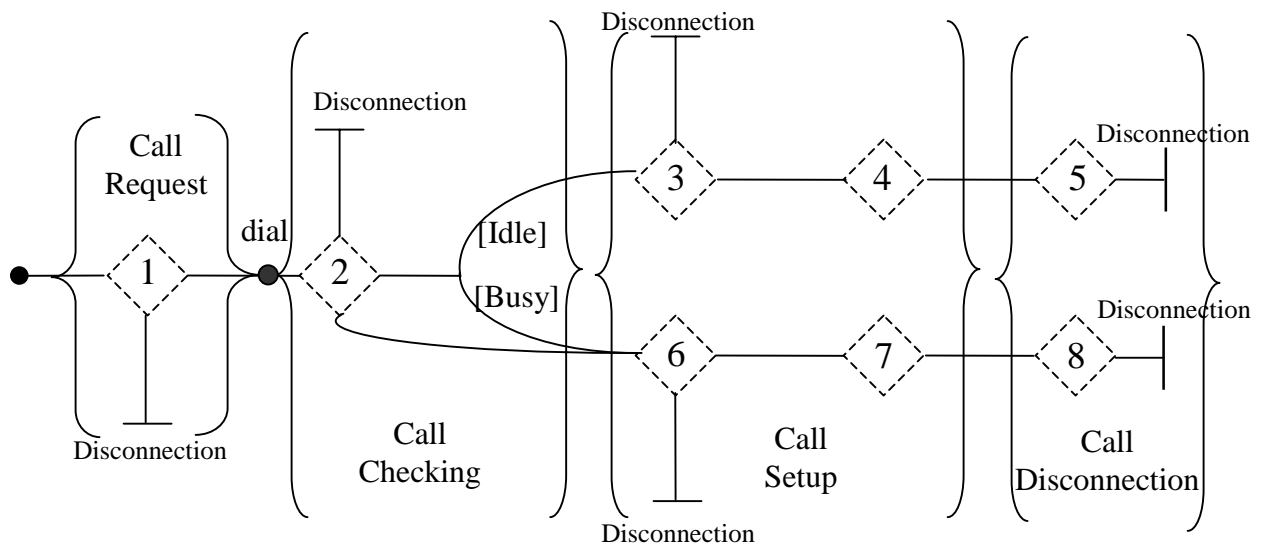 Disconnection
Disconnection
Call
Request
1
Disconnection
dial
2
[Idle]
[Busy]
Call
Checking
3
4
6
7
Disconnection
Call
Setup
Disconnection
5
Disconnection
8
Call
Disconnection